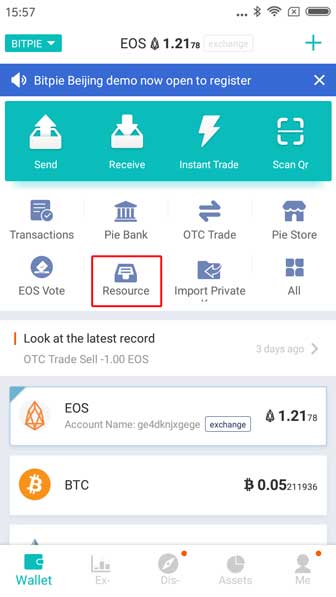 15:57
BITPIE
EOS 1.2178 exchange
Bitpie Beijing demo now open to register
Send
Receive
Instant Trade
Scan Qr
Transactions
Pie Bank
OTC Trade
Pie Store
EOS Vote
Resource
Import Private
All
Look at the latest record
OTC Trade Sell -1.00 EOS
3 days ago
EOS
Account Name: ge4dknjxgege exchange
1.2178
BTC
0.05211936
Wallet
Ex-
Dis-
Assets
Me